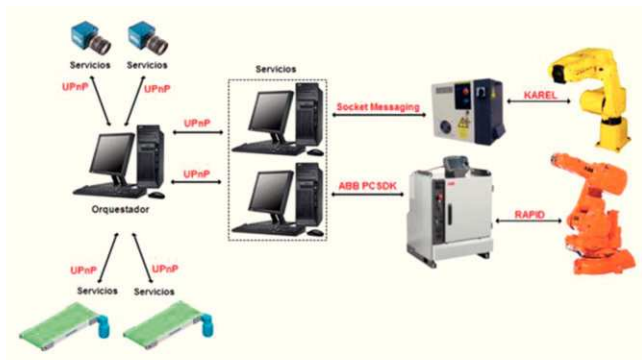 Servicios
Servicios
UPnP
UPnP
Servicios
UPnP
Socket Messaging
KAREL
UPnP
ABB PCSDK
Orquestador
RAPID
UPnP
UPnP
Servicios
Servicios